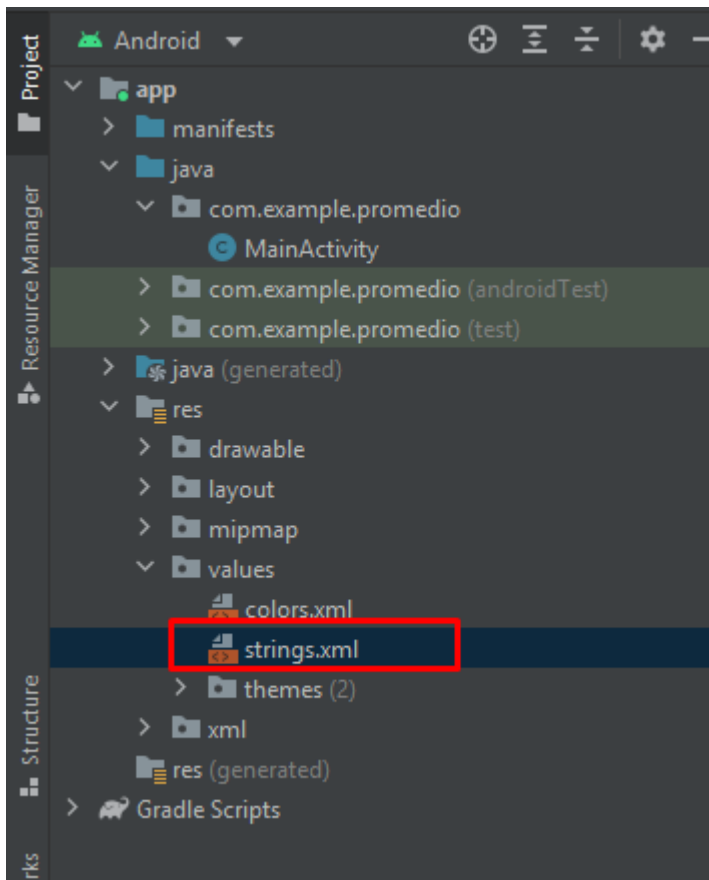 Android
app
manifests
java
com.example.promedio
C MainActivity
com.example.promedio (androidTest)
com.example.promedio (test)
java (generated)
res
drawable
layout
mipmap
values
colors.xml
strings.xml
themes (2)
xml
res (generated)
Gradle Scripts
Project
Resource Manager
Structure
rks